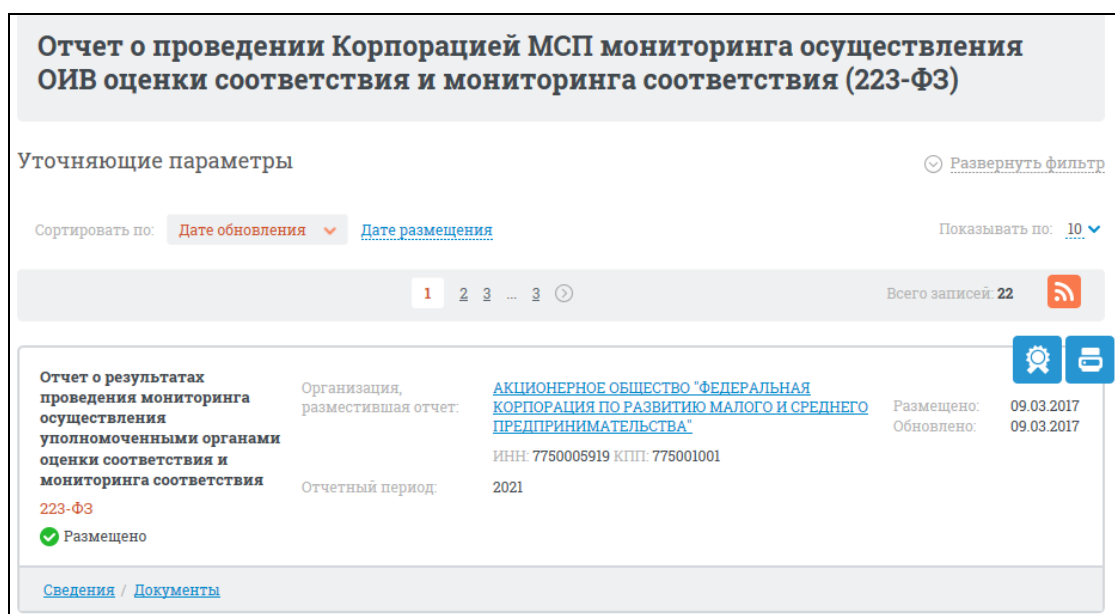 Отчет о проведении Корпорацией МСП мониторинга осуществления
ОИВ оценки соответствия и мониторинга соответствия (223-ФЗ)
Уточняющие параметры
Развернуть фильтр
Сортировать по: Дате обновления Дате размещения
Показывать по: 10
1 2 3 ... 3
Всего записей: 22
Отчет о результатах
проведения мониторинга
осуществления
уполномоченными органами
оценки соответствия и
мониторинга соответствия
223-ФЗ
Размещено
Организация,
разместившая отчет:
АКЦИОНЕРНОЕ ОБЩЕСТВО "ФЕДЕРАЛЬНАЯ
КОРПОРАЦИЯ ПО РАЗВИТИЮ МАЛОГО И СРЕДНЕГО
ПРЕДПРИНИМАТЕЛЬСТВА"
ИНН: 7750005919 КПП: 775001001
Отчетный период: 2021
Размещено: 09.03.2017
Обновлено: 09.03.2017
Сведения / Документы